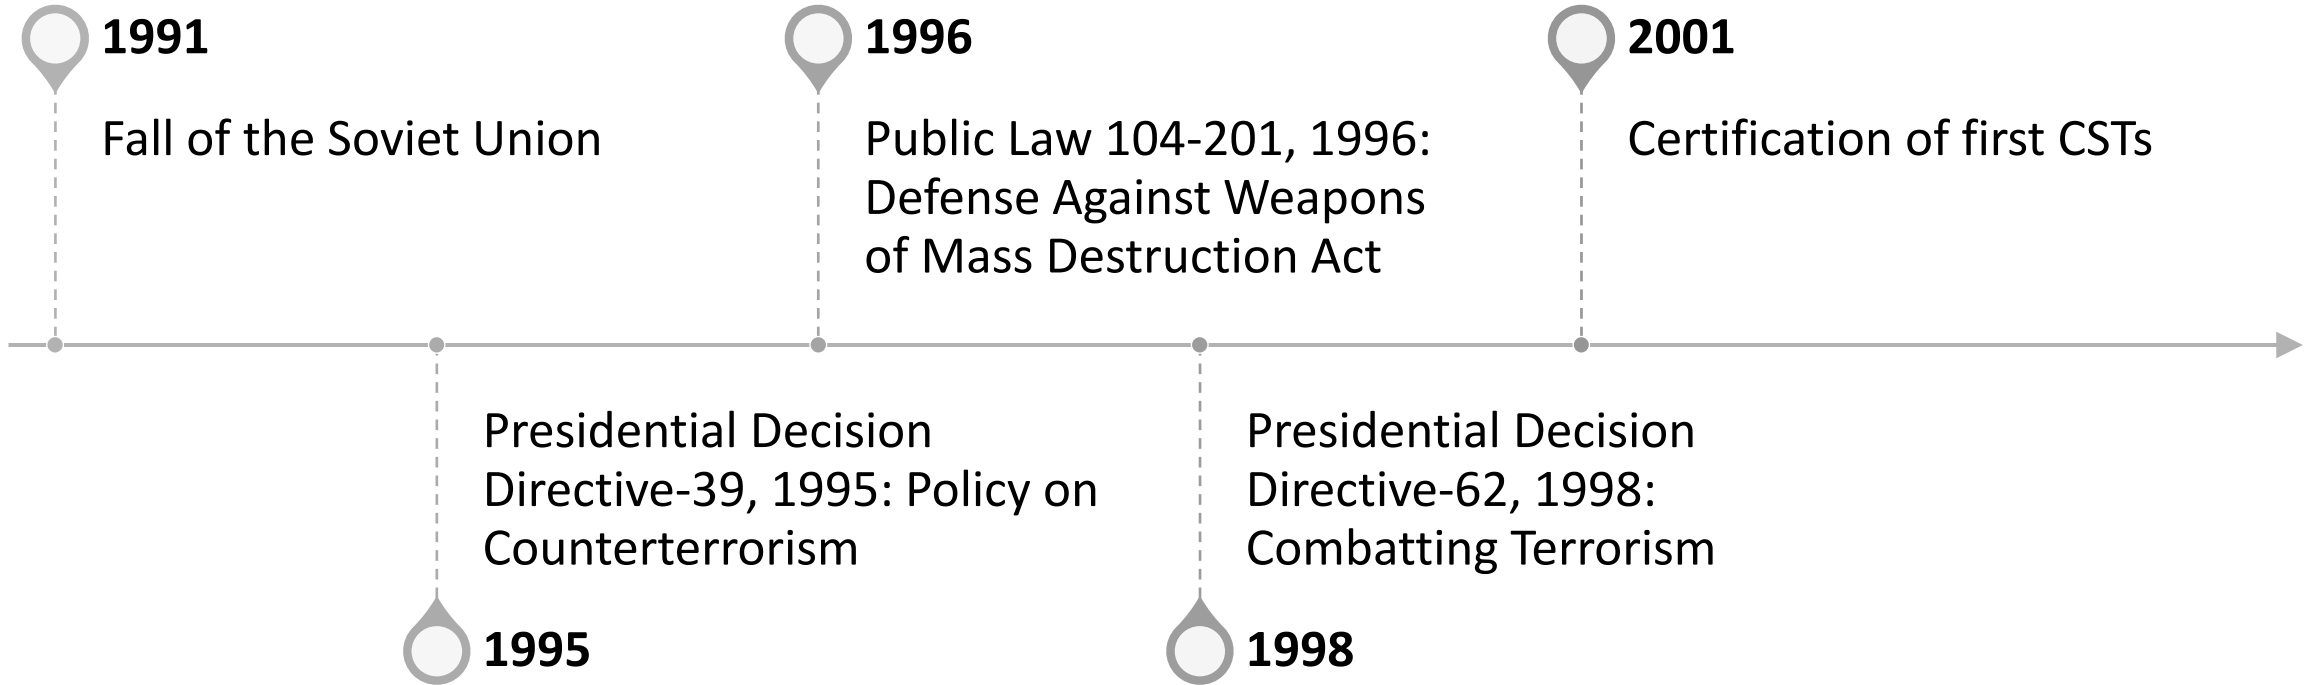 1991
Fall of the Soviet Union
1996
Public Law 104-201, 1996:
Defense Against Weapons
of Mass Destruction Act
2001
Certification of first CSTs
Presidential Decision
Directive-39, 1995: Policy on
Counterterrorism
1995
Presidential Decision
Directive-62, 1998:
Combatting Terrorism
1998